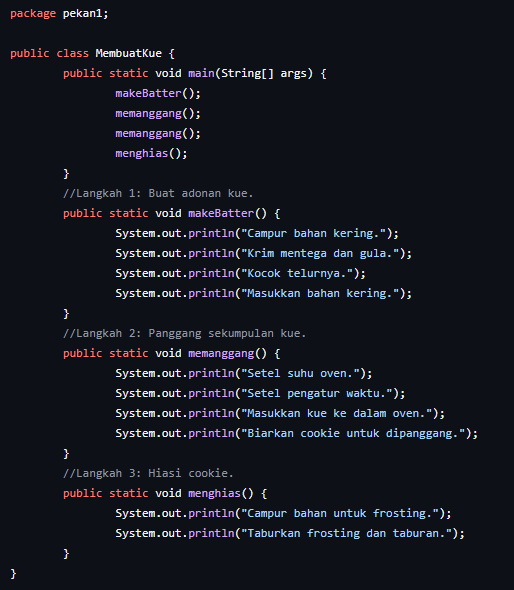 package pekan1;
public class MembuatKue {
public static void main(String[] args) {
makeBatter();
memanggang();
memanggang();
menghias();
}
//Langkah 1: Buat adonan kue.
public static void makeBatter() {
System.out.println("Campur bahan kering.");
System.out.println("Krim mentega dan gula.");
System.out.println("Kocok telurnya.");
System.out.println("Masukkan bahan kering.");
}
//Langkah 2: Panggang sekumpulan kue.
public static void memanggang() {
System.out.println("Setel suhu oven.");
System.out.println("Setel pengatur waktu.");
System.out.println("Masukkan kue ke dalam oven.");
System.out.println("Biarkan cookie untuk dipanggang.");
}
//Langkah 3: Hiasi cookie.
public static void menghias() {
System.out.println("Campur bahan untuk frosting.");
System.out.println("Taburkan frosting dan taburan.");
}
}